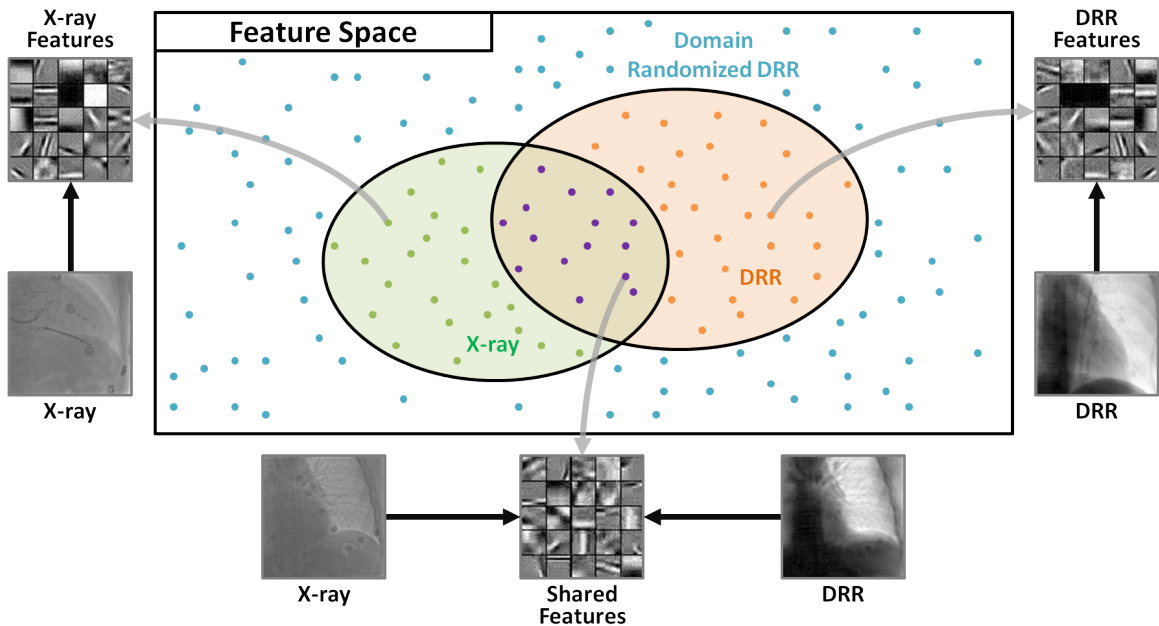 X-ray
Features
Feature Space
Domain
Randomized DRR
DRR
Features
DRR
X-ray
X-ray
DRR
X-ray
Shared
Features
DRR